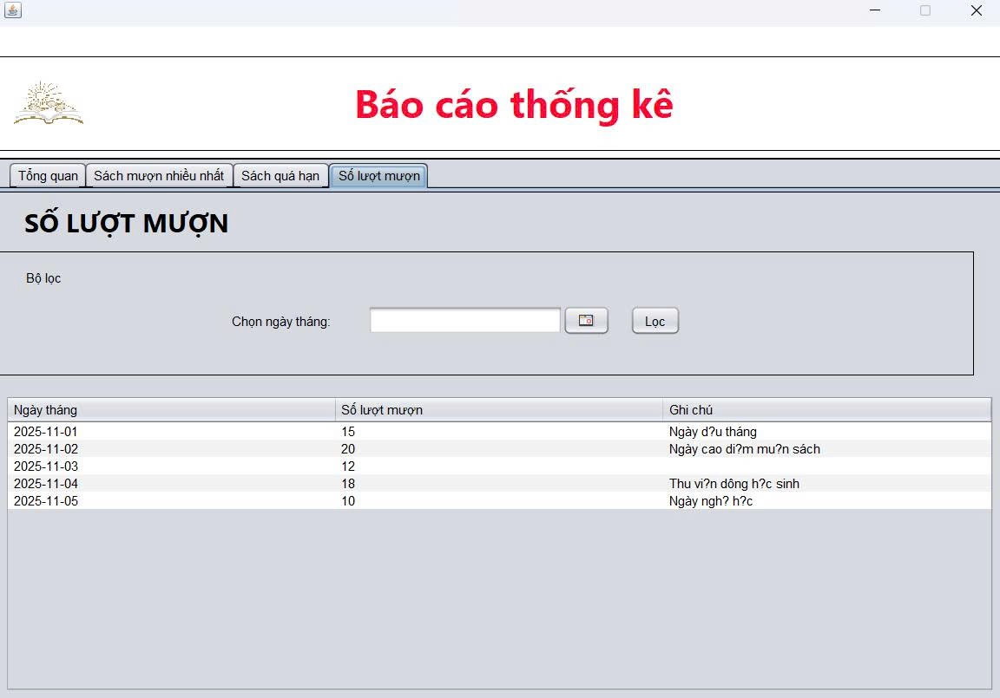 Báo cáo thống kê
Tổng quan Sách mượn nhiều nhất Sách quá hạn Số lượt mượn
SỐ LƯỢT MƯỢN
Bộ lọc
Chọn ngày tháng: Lọc
Ngày tháng Số lượt mượn Ghi chú
2025-11-01 15 Ngày d?u tháng
2025-11-02 20 Ngày cao di?m mu?n sách
2025-11-03 12
2025-11-04 18 Thu vi?n dông h?c sinh
2025-11-05 10 Ngày ngh? h?c